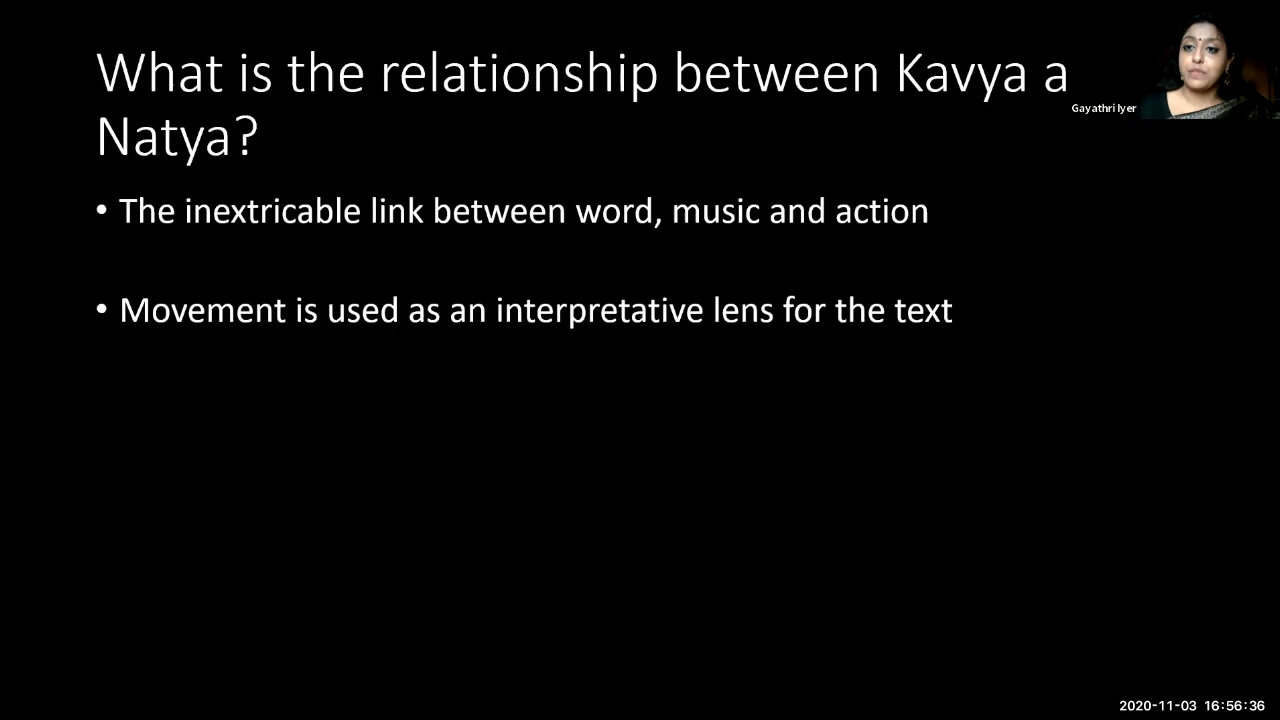 What is the relationship between Kavya a
Natya?
Gayathri Iyer
• The inextricable link between word, music and action
• Movement is used as an interpretative lens for the text
2020-11-03 16:56:36